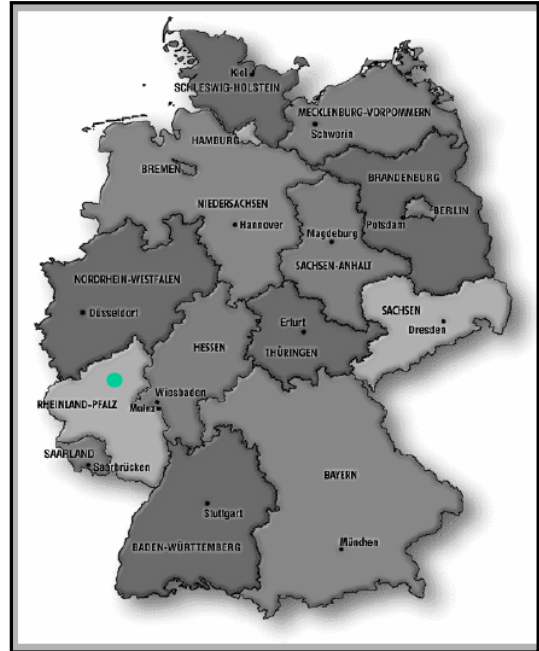 Kiel
SCHLESWIG-HOLSTEIN
MECKLENBURG-VORPOMMERN
Schwerin
HAMBURG
BREMEN
BRANDENBURG
NIEDERSACHSEN
BERLIN
Potsdam
Hannover
Magdeburg
SACHSEN-ANHALT
NORDRHEIN-WESTFALEN
Düsseldorf
SACHSEN
Dresden
Erfurt
THÜRINGEN
HESSEN
Wiesbaden
Mainz
RHEINLAND-PFALZ
SAARLAND
Saarbrücken
BAYERN
Stuttgart
BADEN-WÜRTTEMBERG
München